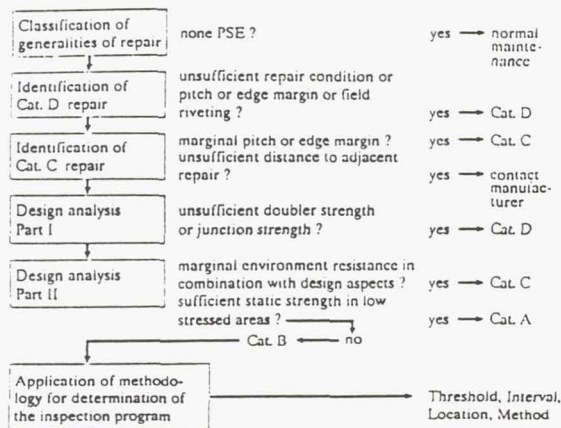 Classification of
generalities of repair
none PSE ?
yes
normal
mainte-
nance
Identification of
Cat. D repair
unsufficient repair condition or
pitch or edge margin or field
riveting ?
yes
Cat. D
Identification of
Cat. C repair
marginal pitch or edge margin ?
yes
Cat. C
unsufficient distance to adjacent
repair ?
yes
contact
manufac-
turer
Design analysis
Part I
unsufficient doubler strength
or junction strength ?
yes
Cat. D
Design analysis
Part II
marginal environment resistance in
combination with design aspects ?
yes
Cat. C
sufficient static strength in low
stressed areas ?
yes
Cat. A
Cat. B
no
Application of methodo-
logy for determination of
the inspection program
Threshold, Interval,
Location, Method